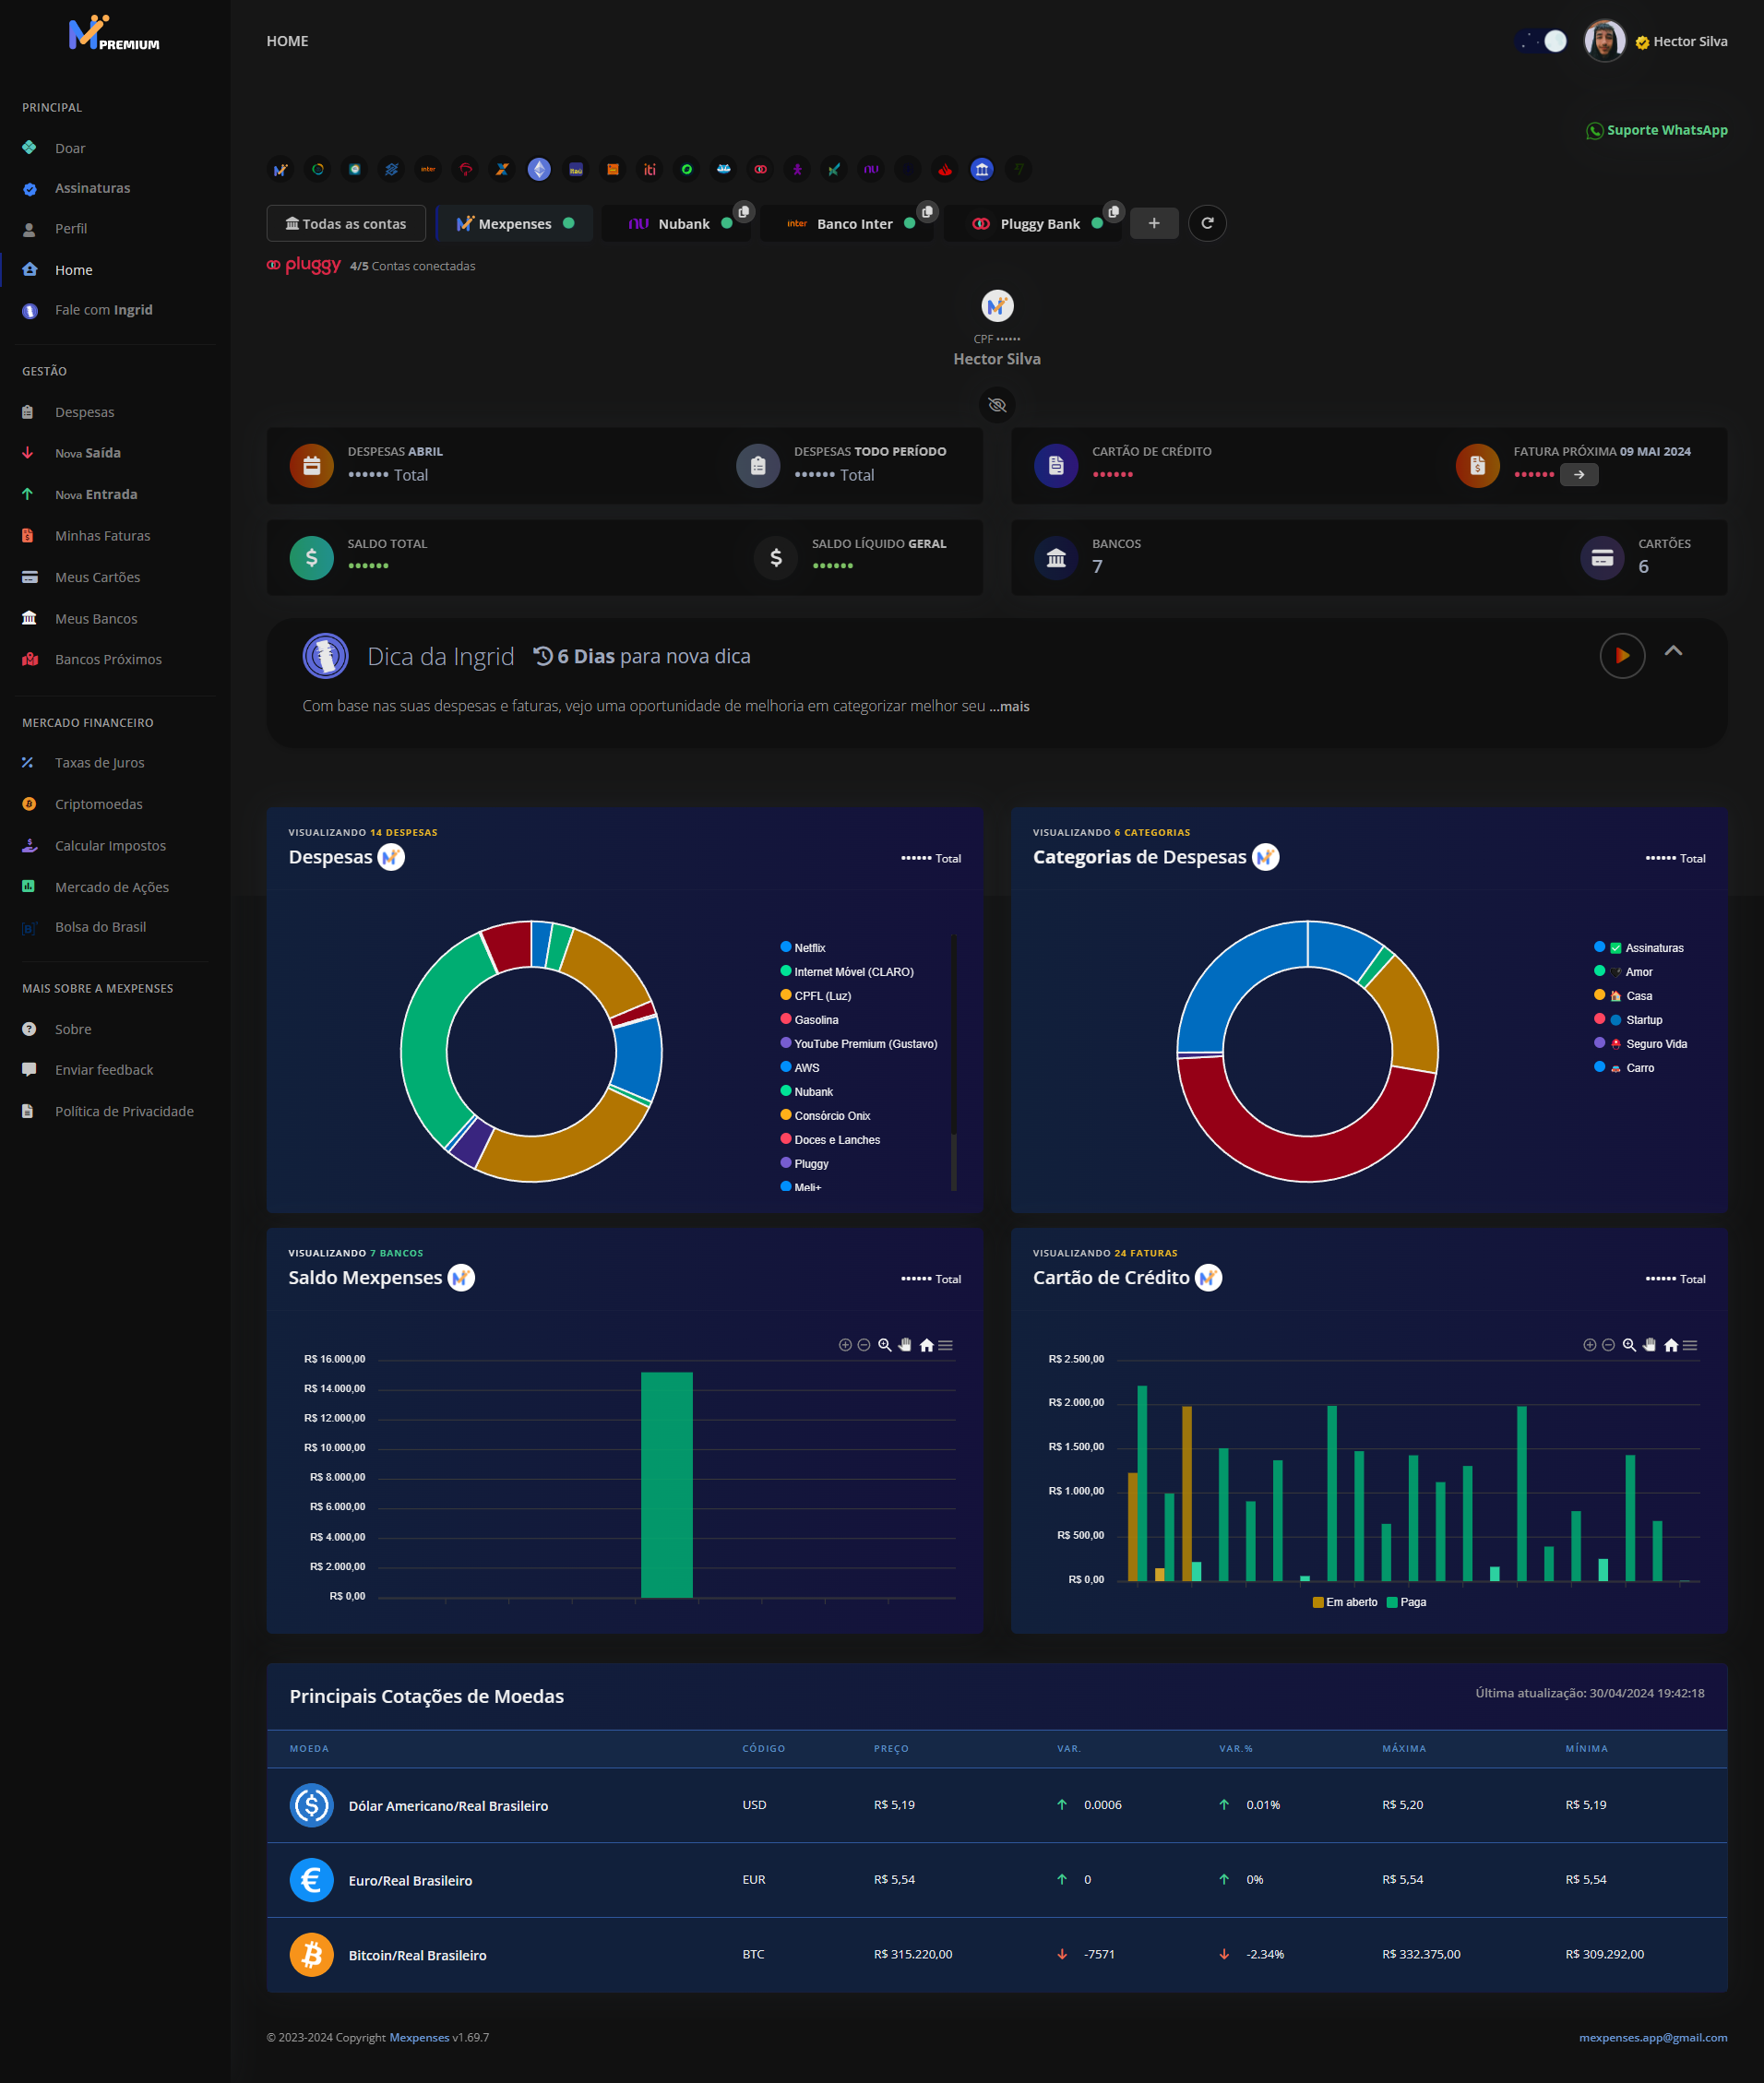 PREMIUM
HOME
Hector Silva
PRINCIPAL
Doar
Assinaturas
Perfil
Home
Fale com Ingrid
GESTÃO
Despesas
Nova Saída
Nova Entrada
Minhas Faturas
Meus Cartões
Meus Bancos
Bancos Próximos
MERCADO FINANCEIRO
Taxas de Juros
Criptomoedas
Calcular Impostos
Mercado de Ações
Bolsa do Brasil
MAIS SOBRE A MEXPENSES
Sobre
Enviar feedback
Política de Privacidade
Suporte WhatsApp
inter
itaú
iti
nu
Todas as contas
Mexpenses
nu Nubank
inter Banco Inter
Pluggy Bank
+
pluggy 4/5 Contas conectadas
CPF ••••••
Hector Silva
DESPESAS ABRIL
•••••• Total
DESPESAS TODO PERÍODO
•••••• Total
CARTÃO DE CRÉDITO
••••••
FATURA PRÓXIMA 09 MAI 2024
••••••
SALDO TOTAL
••••••
SALDO LÍQUIDO GERAL
••••••
BANCOS
7
CARTÕES
6
Dica da Ingrid 6 Dias para nova dica
Com base nas suas despesas e faturas, vejo uma oportunidade de melhoria em categorizar melhor seu ...mais
VISUALIZANDO 14 DESPESAS
Despesas
•••••• Total
Netflix
Internet Móvel (CLARO)
CPFL (Luz)
Gasolina
YouTube Premium (Gustavo)
AWS
Nubank
Consórcio Onix
Doces e Lanches
Pluggy
Meli+
VISUALIZANDO 6 CATEGORIAS
Categorias de Despesas
•••••• Total
Assinaturas
Amor
Casa
Startup
Seguro Vida
Carro
VISUALIZANDO 7 BANCOS
Saldo Mexpenses
•••••• Total
R$ 16.000,00
R$ 14.000,00
R$ 12.000,00
R$ 10.000,00
R$ 8.000,00
R$ 6.000,00
R$ 4.000,00
R$ 2.000,00
R$ 0,00
VISUALIZANDO 24 FATURAS
Cartão de Crédito
•••••• Total
R$ 2.500,00
R$ 2.000,00
R$ 1.500,00
R$ 1.000,00
R$ 500,00
R$ 0,00
Em aberto Paga
Principais Cotações de Moedas
Última atualização: 30/04/2024 19:42:18
MOEDA CÓDIGO PREÇO VAR. VAR.% MÁXIMA MÍNIMA
Dólar Americano/Real Brasileiro USD R$ 5,19 0.0006 0.01% R$ 5,20 R$ 5,19
Euro/Real Brasileiro EUR R$ 5,54 0 0% R$ 5,54 R$ 5,54
Bitcoin/Real Brasileiro BTC R$ 315.220,00 -7571 -2.34% R$ 332.375,00 R$ 309.292,00
© 2023-2024 Copyright Mexpenses v1.69.7
mexpenses.app@gmail.com